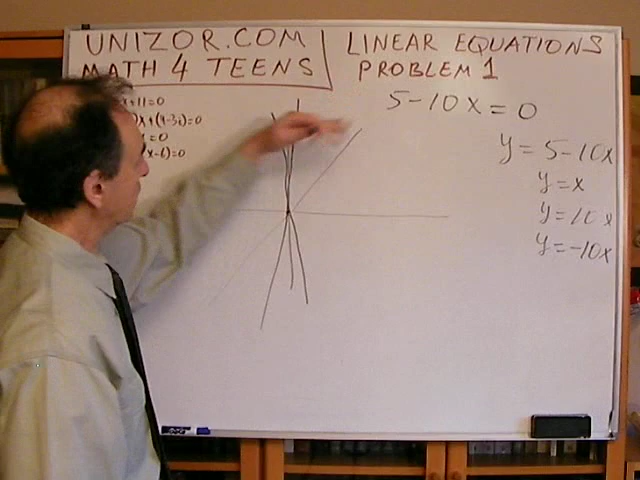 UNIZOR.COM
MATH 4 TEENS
LINEAR EQUATIONS
PROBLEM 1
5-10x=0
y=5-10x
y=x
y=10x
y=-10x